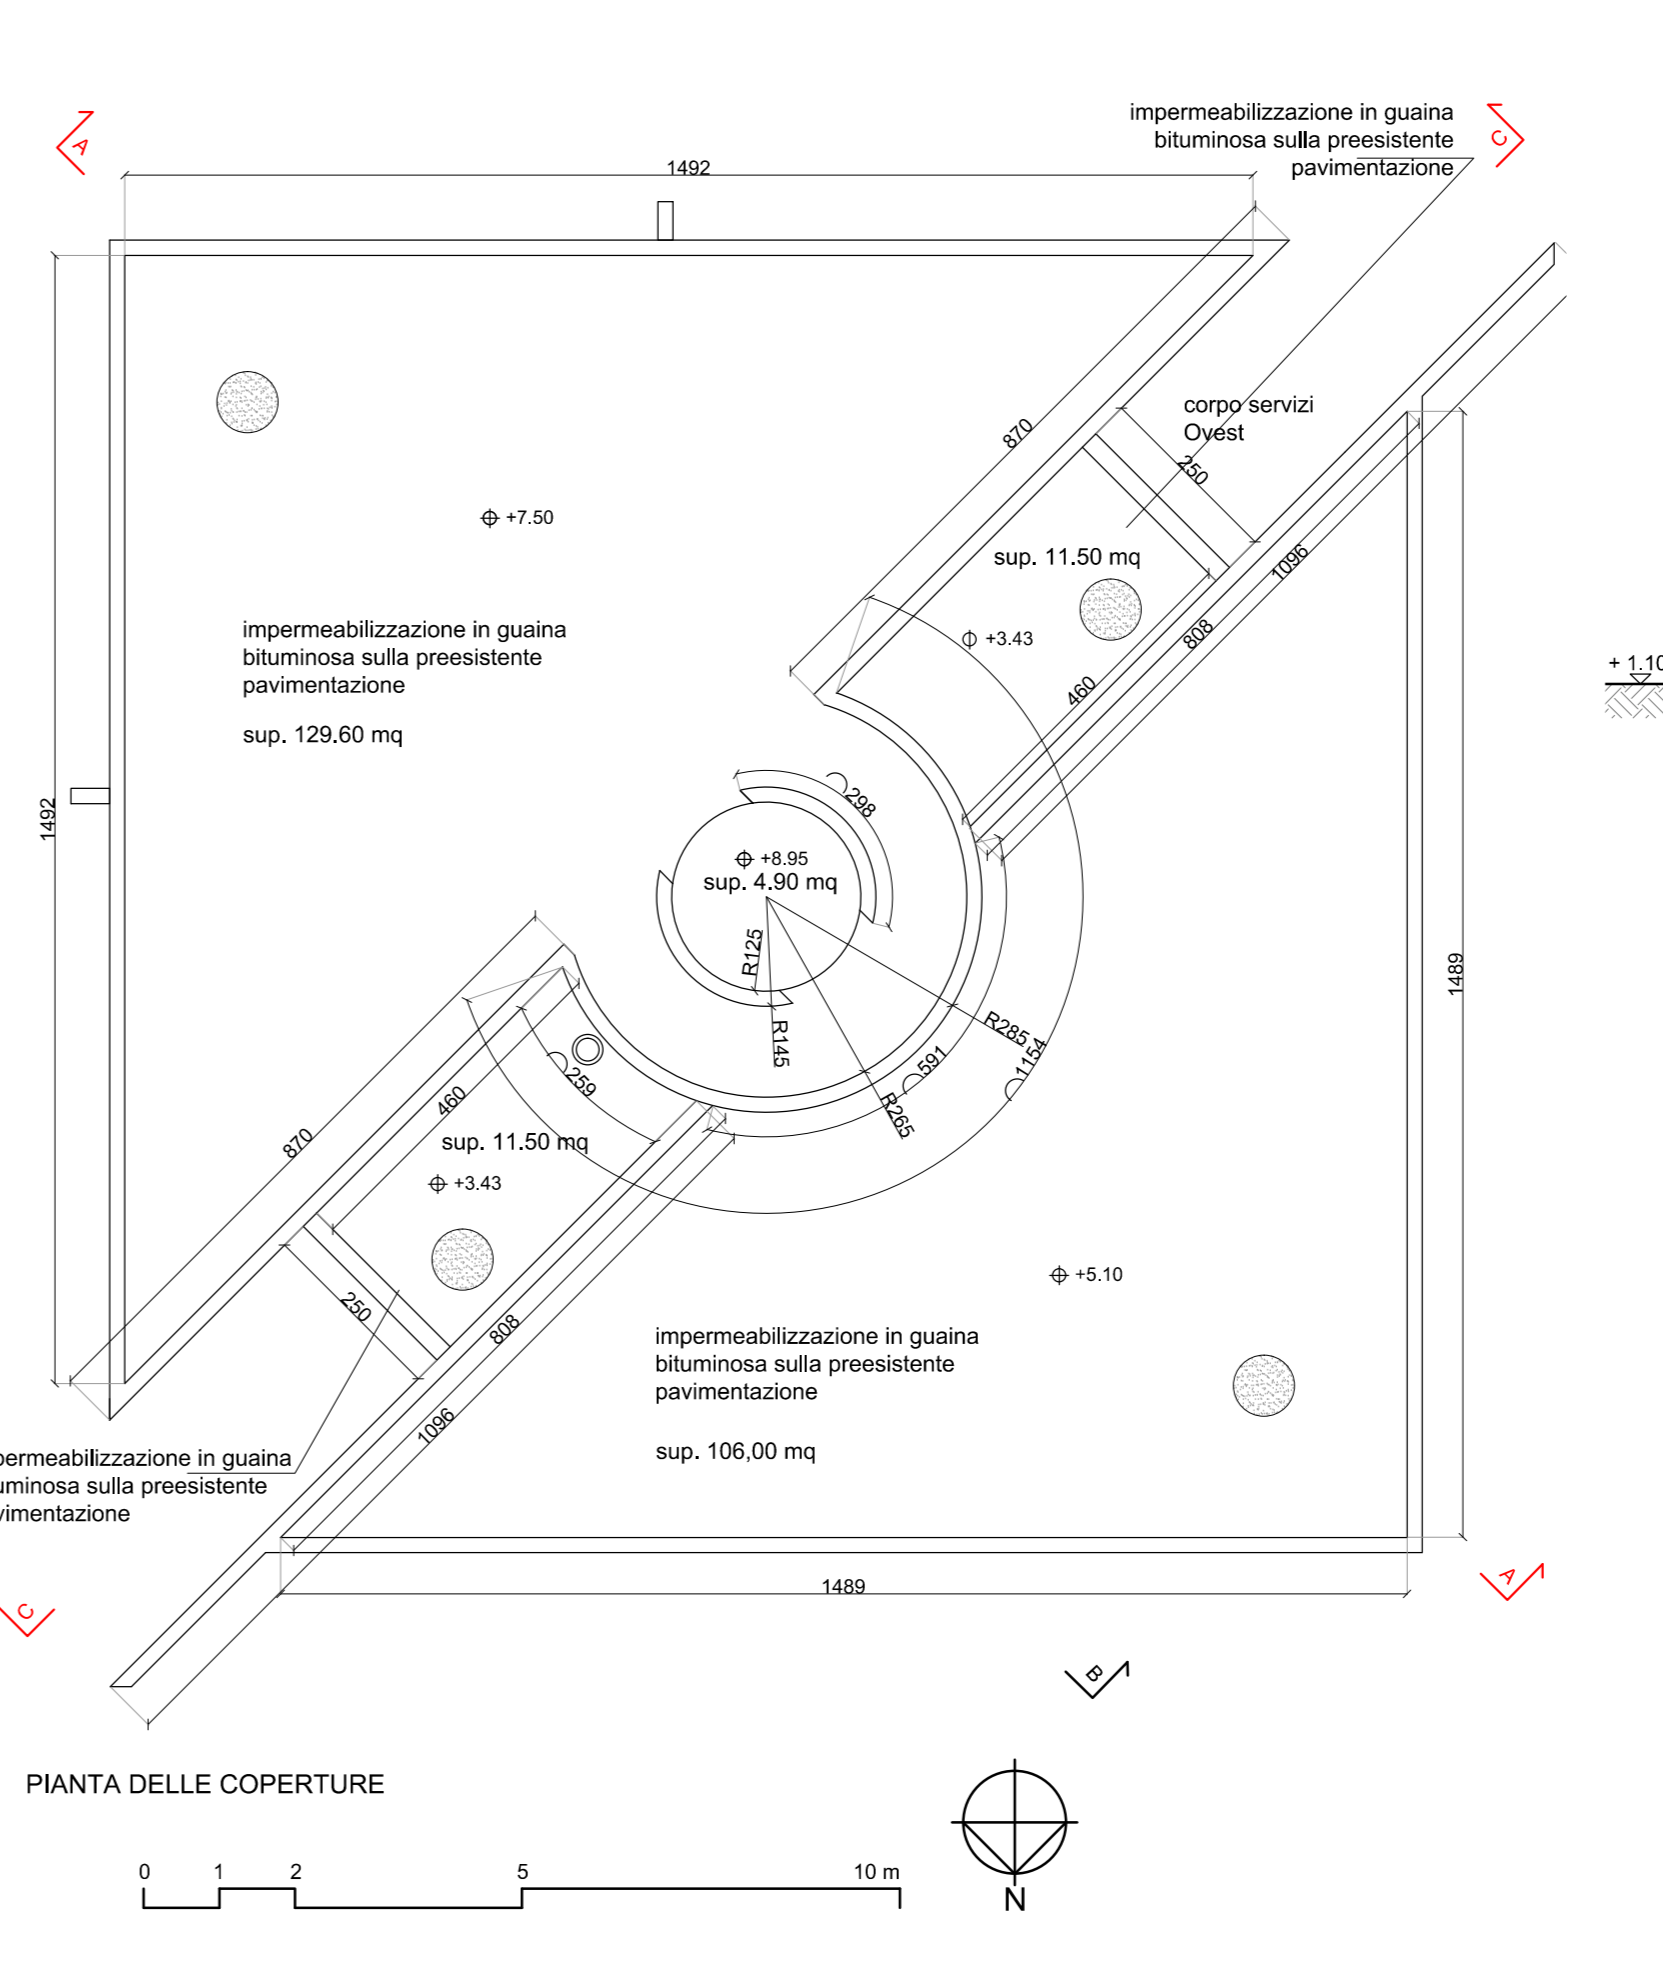 A
impermeabilizzazione in guaina
bituminosa sulla preesistente
pavimentazione
C
1492
870
corpo servizi
Ovest
250
+7.50
sup. 11.50 mq
1096
+3.43
808
460
+ 1.10
impermeabilizzazione in guaina
bituminosa sulla preesistente
pavimentazione
sup. 129.60 mq
1492
298
+8.95
sup. 4.90 mq
R125
R145
R285
R265
591
1154
1489
259
460
870
sup. 11.50 mq
+3.43
250
808
1096
+5.10
impermeabilizzazione in guaina
bituminosa sulla preesistente
pavimentazione
sup. 106,00 mq
permeabilizzazione in guaina
uminosa sulla preesistente
vimentazione
1489
C
A
B
PIANTA DELLE COPERTURE
0 1 2 5 10 m
N